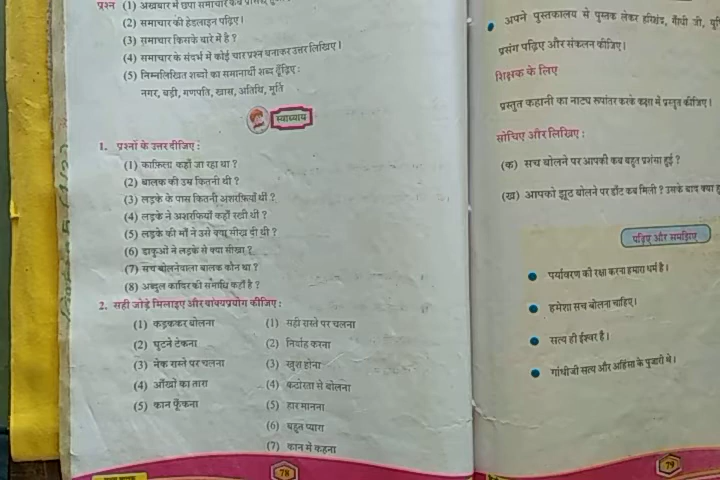 प्रश्न (1) अखबार में छपा समाचार
(2) समाचार की हेडलाइन पढ़िए।
(3) समाचार किसके बारे में है ?
(4) समाचार के संदर्भ में कोई चार प्रश्न बनाकर उत्तर लिखिए।
(5) निम्नलिखित शब्दों का समानार्थी शब्द ढूँढ़िए :
नगर, बड़ी, गणपति, खास, अतिथि, मूर्ति
स्वाध्याय
1. प्रश्नों के उत्तर दीजिए :
(1) काफ़िला कहाँ जा रहा था ?
(2) बालक की उम्र कितनी थी ?
(3) लड़के के पास कितनी अशरफ़ियाँ थीं ?
(4) लड़के ने अशरफियाँ कहाँ रखी थीं ?
(5) लड़के की माँ ने उसे क्या सीख दी थी ?
(6) डाकुओं ने लड़के से क्या सीखा ?
(7) सच बोलनेवाला बालक कौन था ?
(8) अब्दुल कादिर की समाधि कहाँ है ?
2. सही जोड़े मिलाइए और वाक्यप्रयोग कीजिए :
(1) कड़ककर बोलना (1) सही रास्ते पर चलना
(2) घुटने टेकना (2) निर्वाह करना
(3) नेक रास्ते पर चलना (3) खुश होना
(4) आँखों का तारा (4) कठोरता से बोलना
(5) कान फूँकना (5) हार मानना
(6) बहुत प्यारा
(7) कान में कहना
78
अपने पुस्तकालय से पुस्तक लेकर हरिश्चंद्र, गाँधी जी,
प्रसंग पढ़िए और संकलन कीजिए।
शिक्षक के लिए
प्रस्तुत कहानी का नाट्य रूपांतर करके कक्षा में प्रस्तुत कीजिए।
सोचिए और लिखिए :
(क) सच बोलने पर आपकी कब बहुत प्रशंसा हुई ?
(ख) आपको झूठ बोलने पर डाँट कब मिली ? उसके बाद क्या
पढ़िए और समझिए
पर्यावरण की रक्षा करना हमारा धर्म है।
हमेशा सच बोलना चाहिए।
सत्य ही ईश्वर है।
गांधीजी सत्य और अहिंसा के पुजारी थे।
79